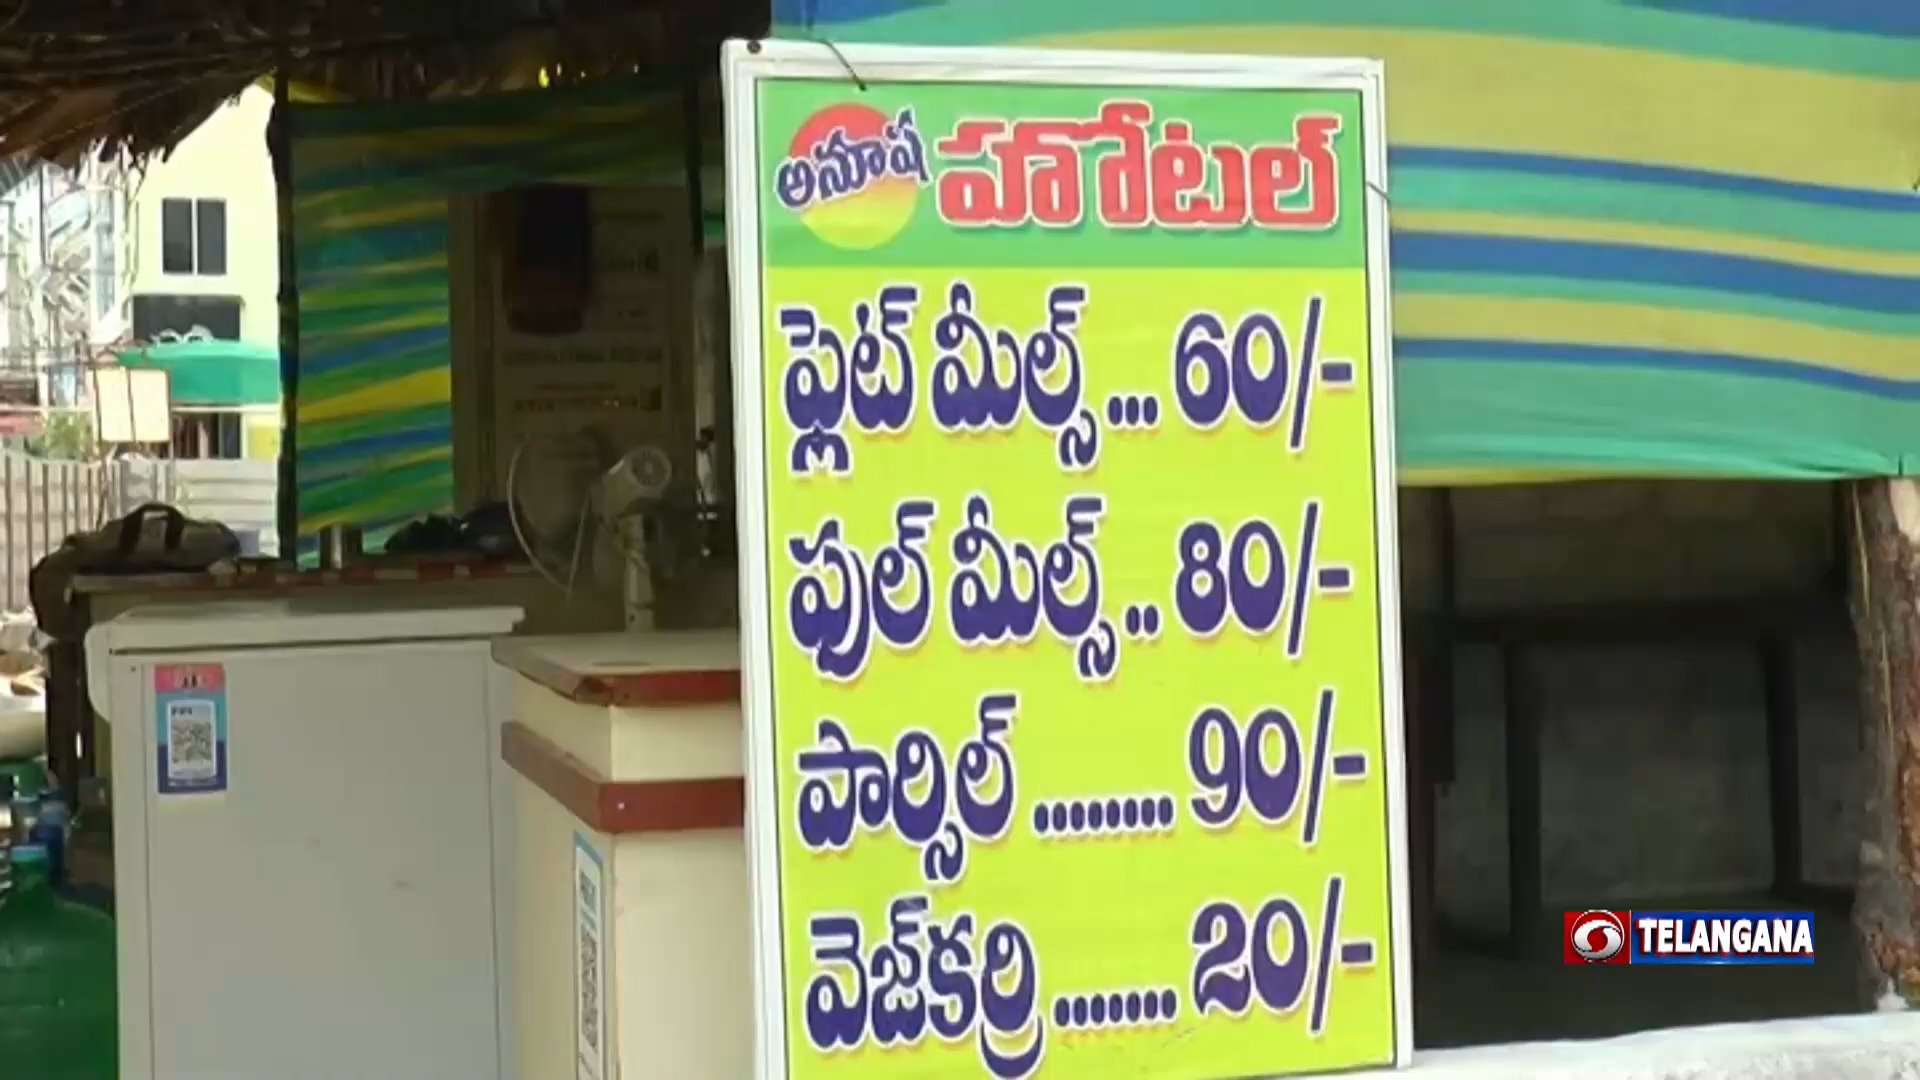 అనూష హోటల్
ప్లేట్ మీల్స్... 60/-
ఫుల్ మీల్స్.. 80/-
పార్సిల్ ........ 90/-
వెజ్‌కర్రి ....... 20/-
TELANGANA